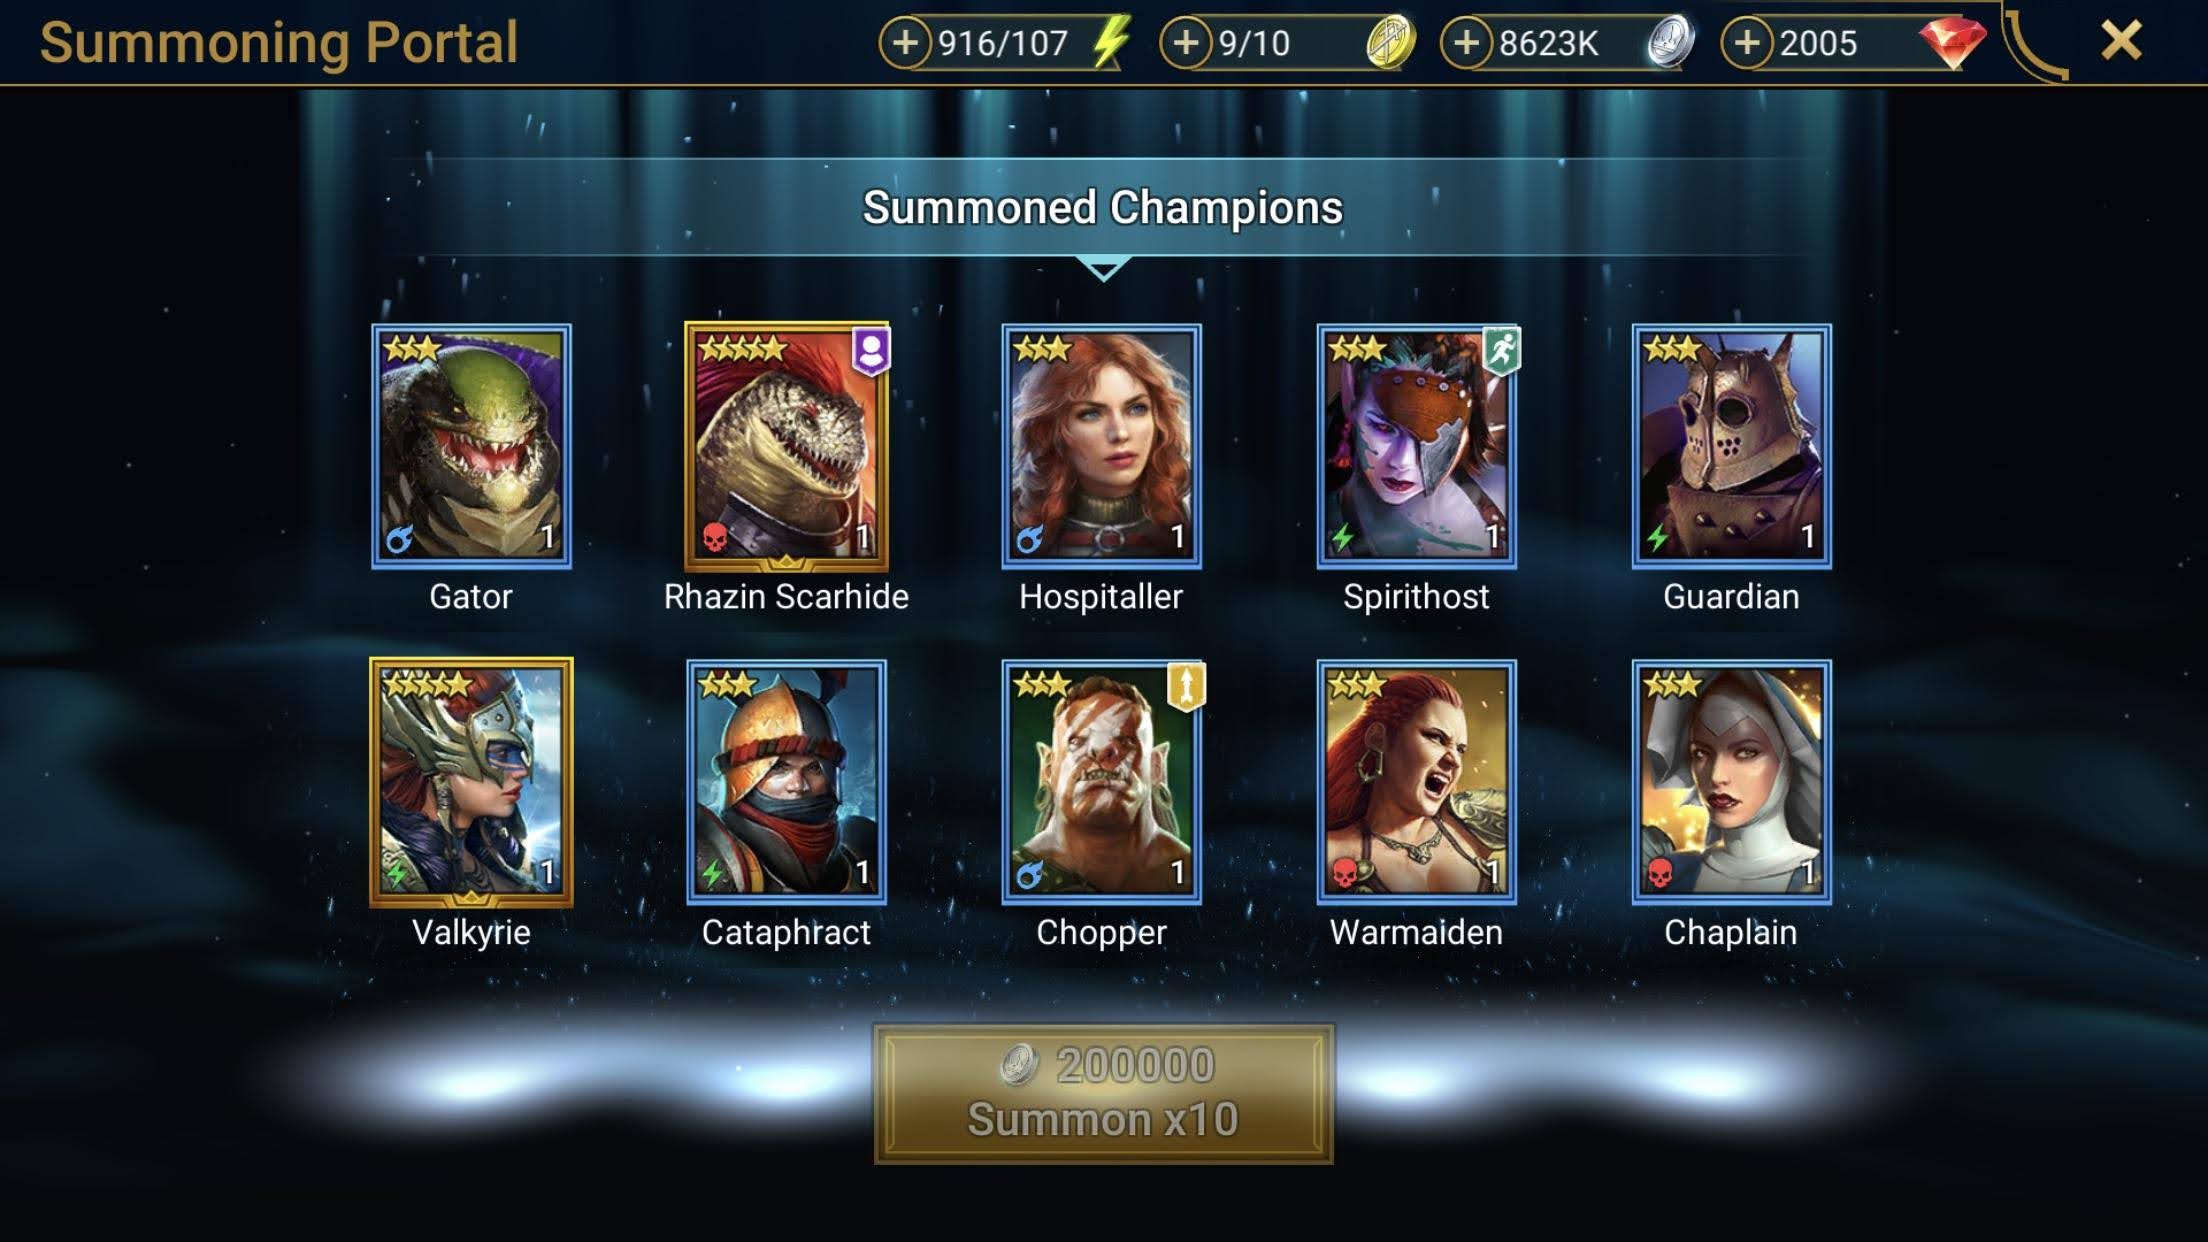 Summoning Portal
916/107
9/10
8623K
2005
Summoned Champions
1
1
1
1
1
Gator
Rhazin Scarhide
Hospitaller
Spirithost
Guardian
1
1
1
1
1
Valkyrie
Cataphract
Chopper
Warmaiden
Chaplain
200000
Summon x10